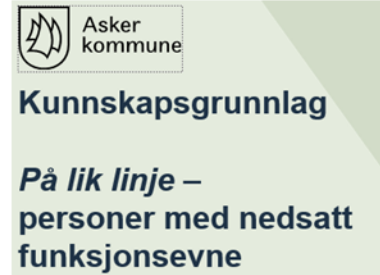 Asker
kommune
Kunnskapsgrunnlag
På lik linje –
personer med nedsatt
funksjonsevne